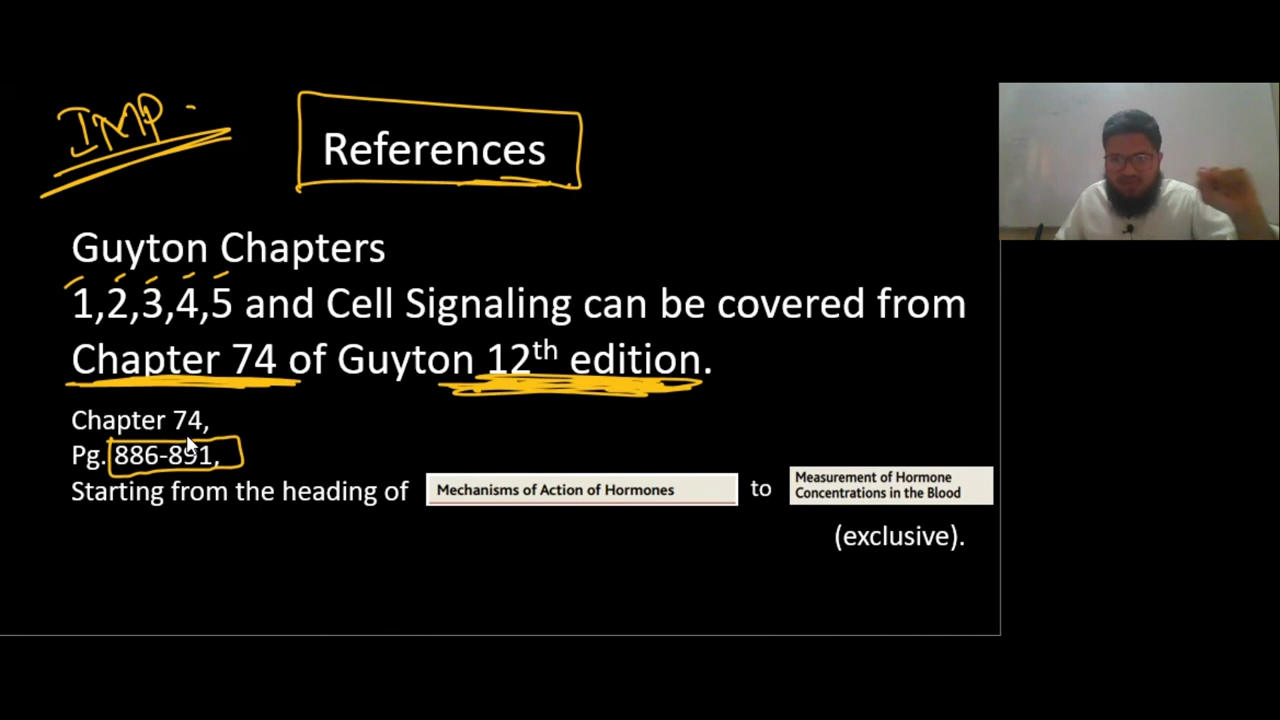 IMP.
References
Guyton Chapters
1,2,3,4,5 and Cell Signaling can be covered from
Chapter 74 of Guyton 12th edition.
Chapter 74,
Pg. 886-891,
Starting from the heading of Mechanisms of Action of Hormones to Measurement of Hormone
Concentrations in the Blood
(exclusive).